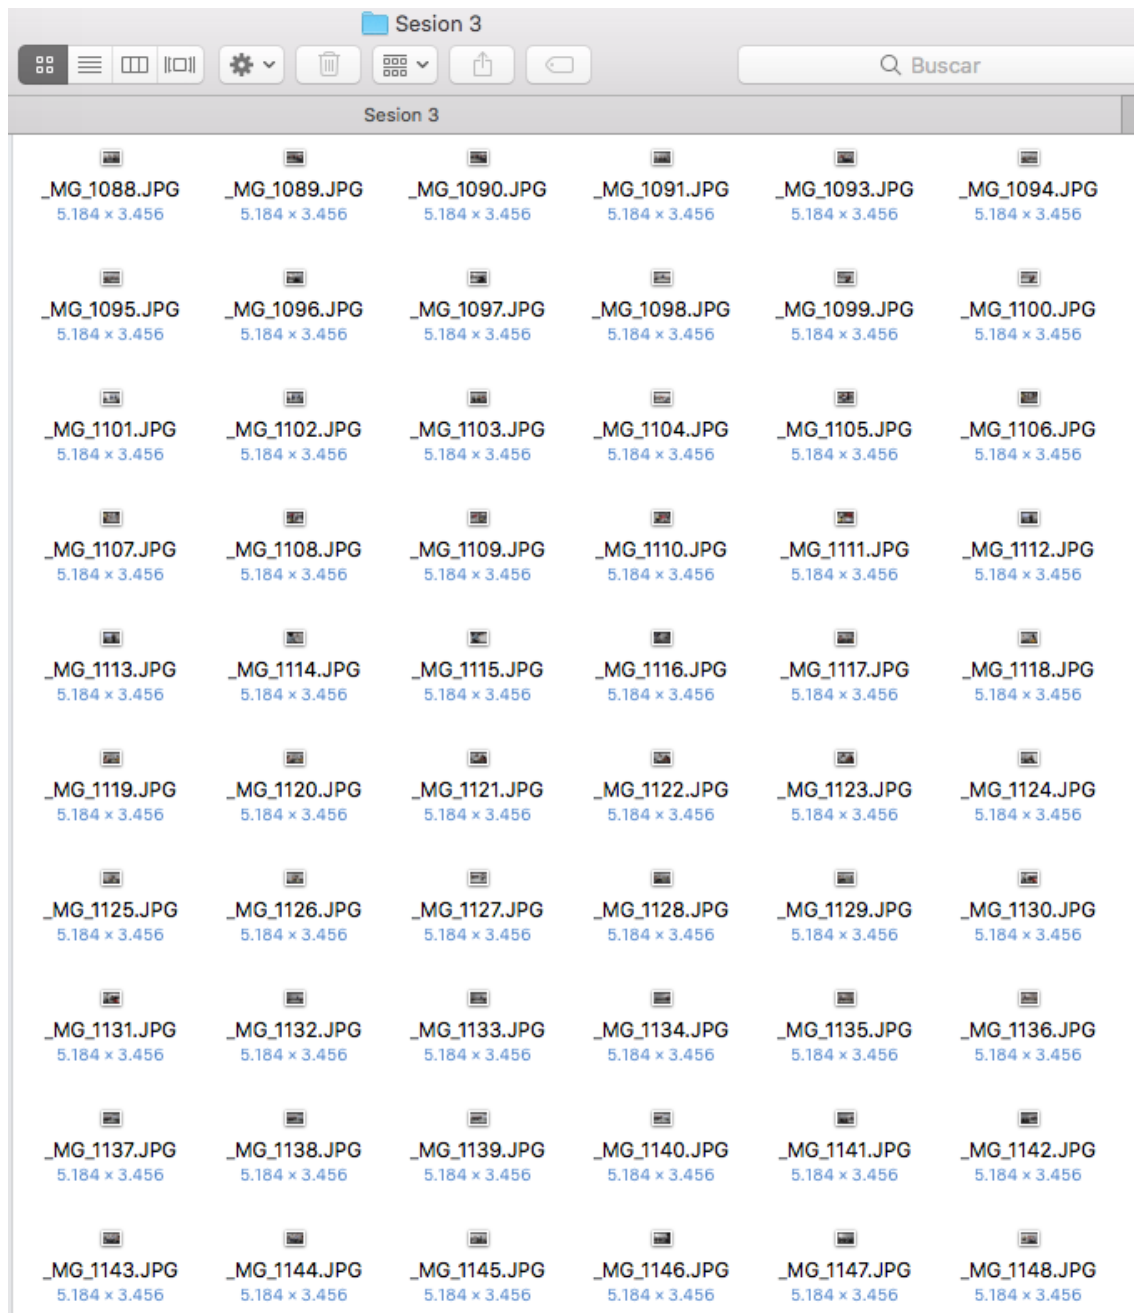 Sesion 3
Buscar
Sesion 3
_MG_1088.JPG _MG_1089.JPG _MG_1090.JPG _MG_1091.JPG _MG_1093.JPG _MG_1094.JPG
5.184 × 3.456 5.184 × 3.456 5.184 × 3.456 5.184 × 3.456 5.184 × 3.456 5.184 × 3.456
_MG_1095.JPG _MG_1096.JPG _MG_1097.JPG _MG_1098.JPG _MG_1099.JPG _MG_1100.JPG
5.184 × 3.456 5.184 × 3.456 5.184 × 3.456 5.184 × 3.456 5.184 × 3.456 5.184 × 3.456
_MG_1101.JPG _MG_1102.JPG _MG_1103.JPG _MG_1104.JPG _MG_1105.JPG _MG_1106.JPG
5.184 × 3.456 5.184 × 3.456 5.184 × 3.456 5.184 × 3.456 5.184 × 3.456 5.184 × 3.456
_MG_1107.JPG _MG_1108.JPG _MG_1109.JPG _MG_1110.JPG _MG_1111.JPG _MG_1112.JPG
5.184 × 3.456 5.184 × 3.456 5.184 × 3.456 5.184 × 3.456 5.184 × 3.456 5.184 × 3.456
_MG_1113.JPG _MG_1114.JPG _MG_1115.JPG _MG_1116.JPG _MG_1117.JPG _MG_1118.JPG
5.184 × 3.456 5.184 × 3.456 5.184 × 3.456 5.184 × 3.456 5.184 × 3.456 5.184 × 3.456
_MG_1119.JPG _MG_1120.JPG _MG_1121.JPG _MG_1122.JPG _MG_1123.JPG _MG_1124.JPG
5.184 × 3.456 5.184 × 3.456 5.184 × 3.456 5.184 × 3.456 5.184 × 3.456 5.184 × 3.456
_MG_1125.JPG _MG_1126.JPG _MG_1127.JPG _MG_1128.JPG _MG_1129.JPG _MG_1130.JPG
5.184 × 3.456 5.184 × 3.456 5.184 × 3.456 5.184 × 3.456 5.184 × 3.456 5.184 × 3.456
_MG_1131.JPG _MG_1132.JPG _MG_1133.JPG _MG_1134.JPG _MG_1135.JPG _MG_1136.JPG
5.184 × 3.456 5.184 × 3.456 5.184 × 3.456 5.184 × 3.456 5.184 × 3.456 5.184 × 3.456
_MG_1137.JPG _MG_1138.JPG _MG_1139.JPG _MG_1140.JPG _MG_1141.JPG _MG_1142.JPG
5.184 × 3.456 5.184 × 3.456 5.184 × 3.456 5.184 × 3.456 5.184 × 3.456 5.184 × 3.456
_MG_1143.JPG _MG_1144.JPG _MG_1145.JPG _MG_1146.JPG _MG_1147.JPG _MG_1148.JPG
5.184 × 3.456 5.184 × 3.456 5.184 × 3.456 5.184 × 3.456 5.184 × 3.456 5.184 × 3.456